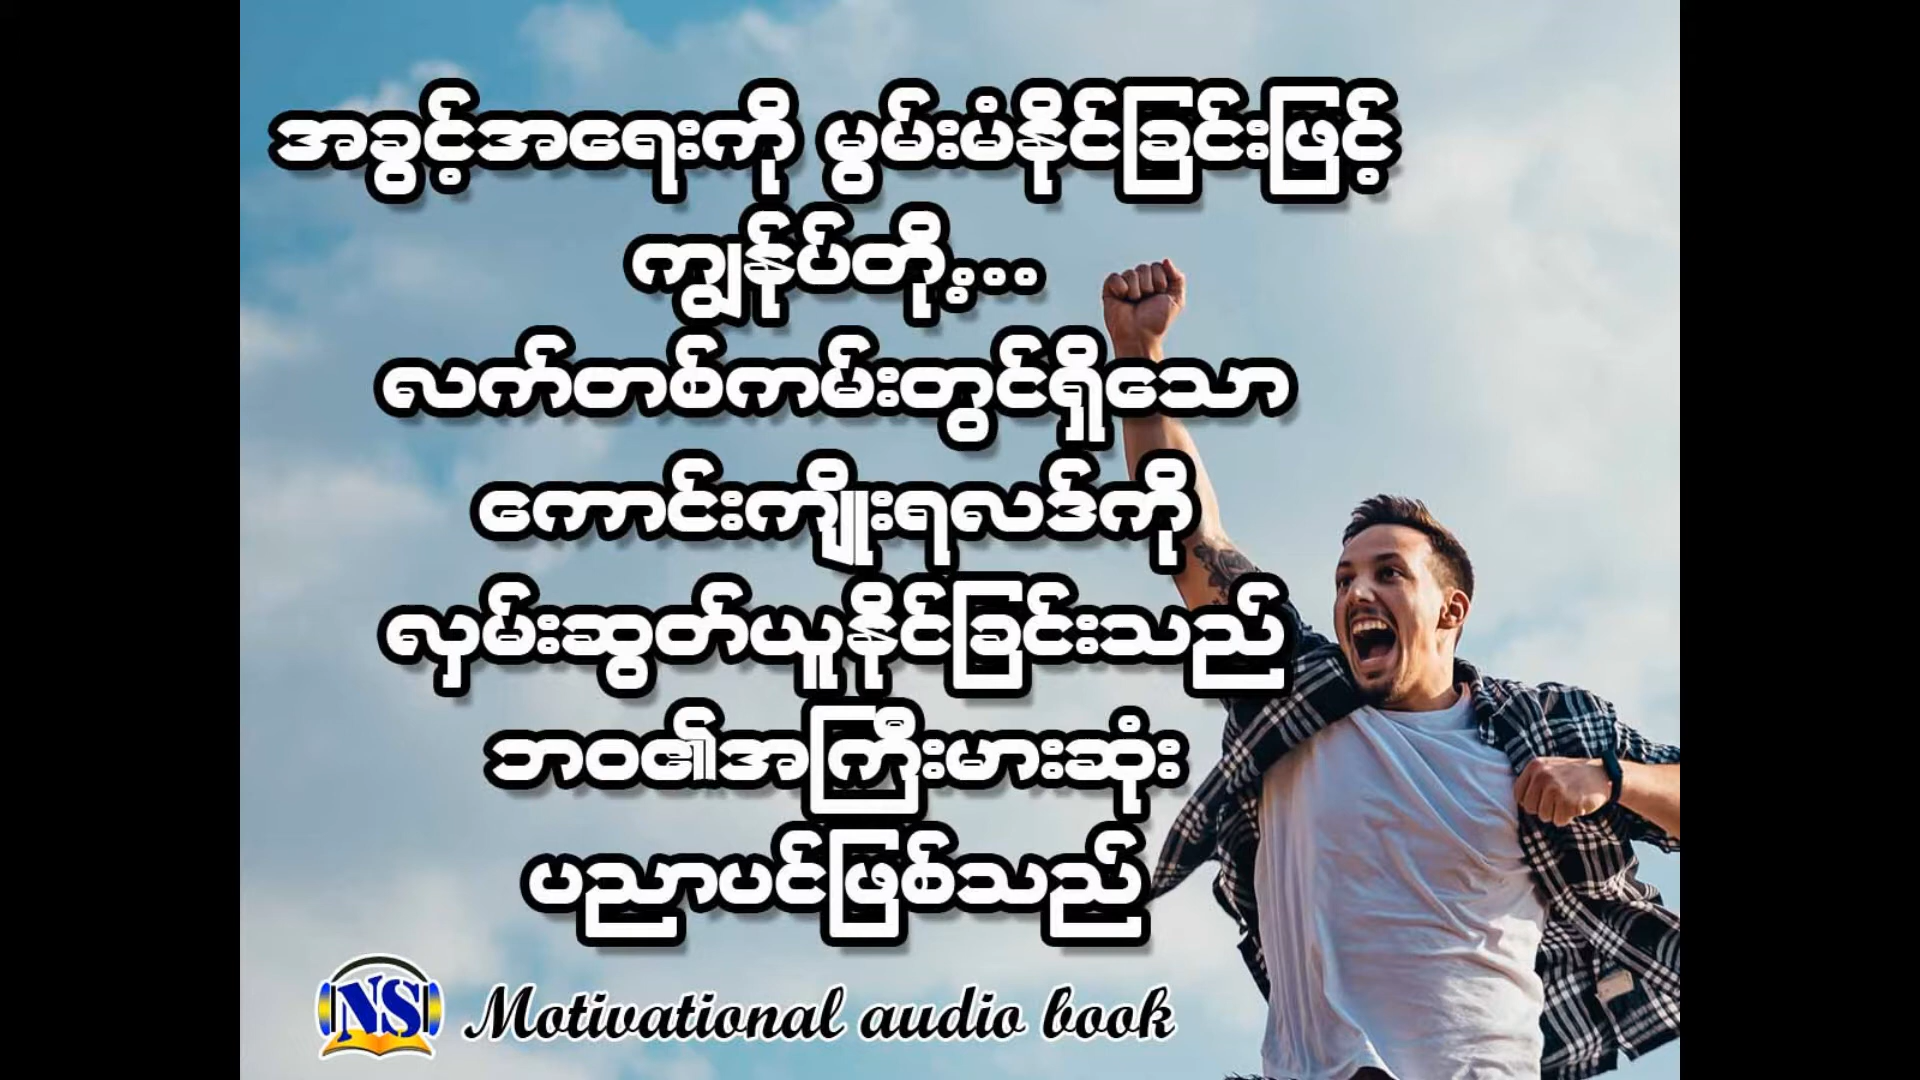 အခွင့်အရေးကို မွမ်းမံနိုင်ခြင်းဖြင့်
ကျွန်ုပ်တို့...
လက်တစ်ကမ်းတွင်ရှိသော
ကောင်းကျိုးရလဒ်ကို
လှမ်းဆွတ်ယူနိုင်ခြင်းသည်
ဘဝ၏အကြီးမားဆုံး
ပညာပင်ဖြစ်သည်
NS Motivational audio book